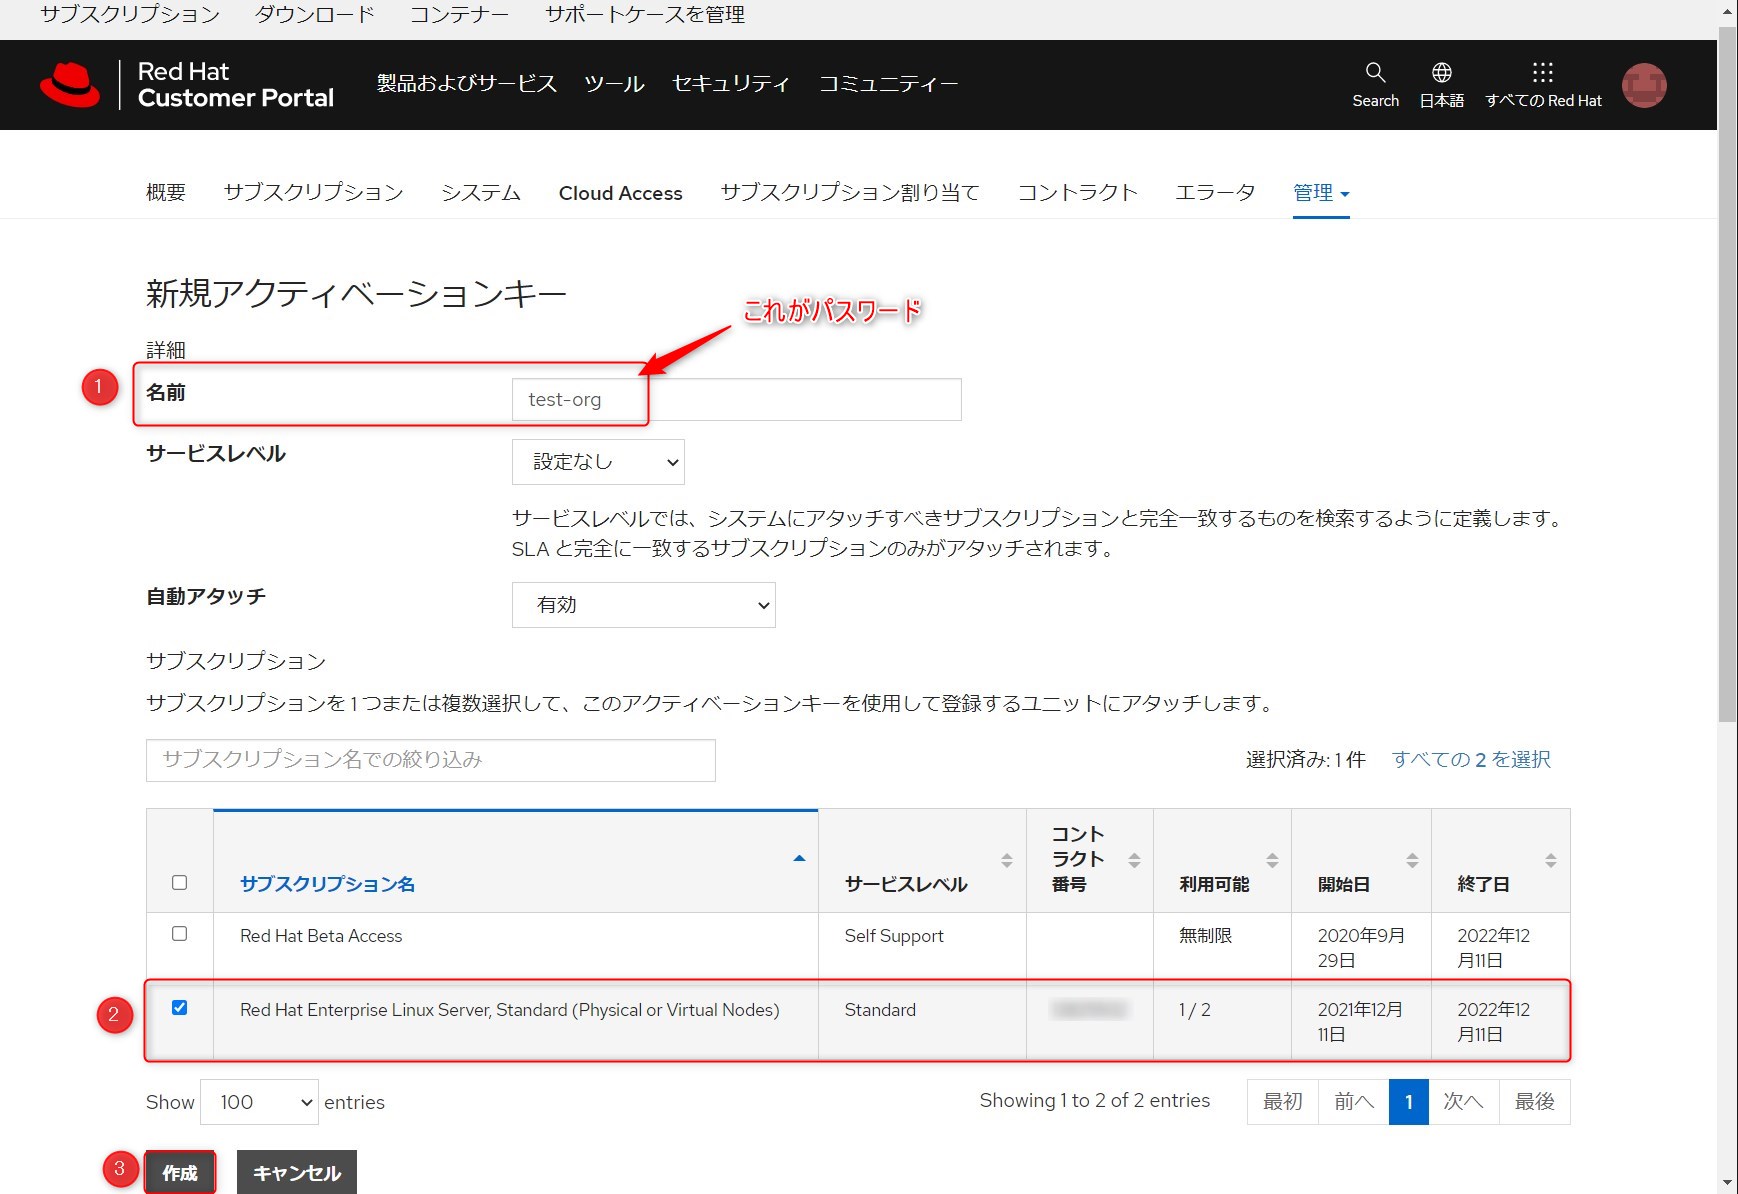 サブスクリプション ダウンロード コンテナー サポートケースを管理
Red Hat
Customer Portal
製品およびサービス ツール セキュリティ コミュニティー
Search 日本語 すべての Red Hat
概要 サブスクリプション システム Cloud Access サブスクリプション割り当て コントラクト エラータ 管理
新規アクティベーションキー
これがパスワード
詳細
1
名前 test-org
サービスレベル 設定なし
サービスレベルでは、システムにアタッチすべきサブスクリプションと完全一致するものを検索するように定義します。
SLA と完全に一致するサブスクリプションのみがアタッチされます。
自動アタッチ 有効
サブスクリプション
サブスクリプションを 1 つまたは複数選択して、このアクティベーションキーを使用して登録するユニットにアタッチします。
サブスクリプション名での絞り込み 選択済み: 1 件 すべての 2 を選択
コント
ラクト
サブスクリプション名 サービスレベル 番号 利用可能 開始日 終了日
Red Hat Beta Access Self Support 無制限 2020年9月 2022年12
29日 月11日
2
Red Hat Enterprise Linux Server, Standard (Physical or Virtual Nodes) Standard 1 / 2 2021年12月 2022年12
11日 月11日
Show 100 entries Showing 1 to 2 of 2 entries 最初 前へ 1 次へ 最後
3
作成 キャンセル